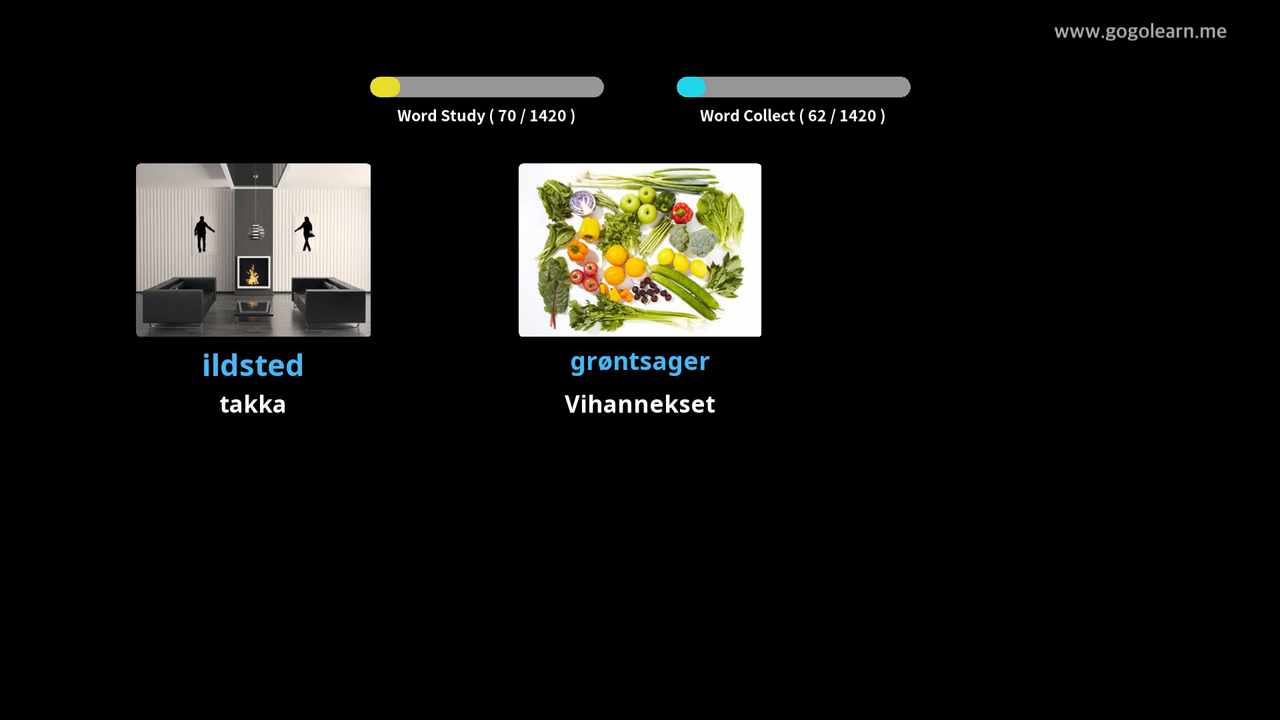 www.gogolearn.me
Word Study ( 70 / 1420 )
Word Collect ( 62 / 1420 )
ildsted
takka
grøntsager
Vihannekset